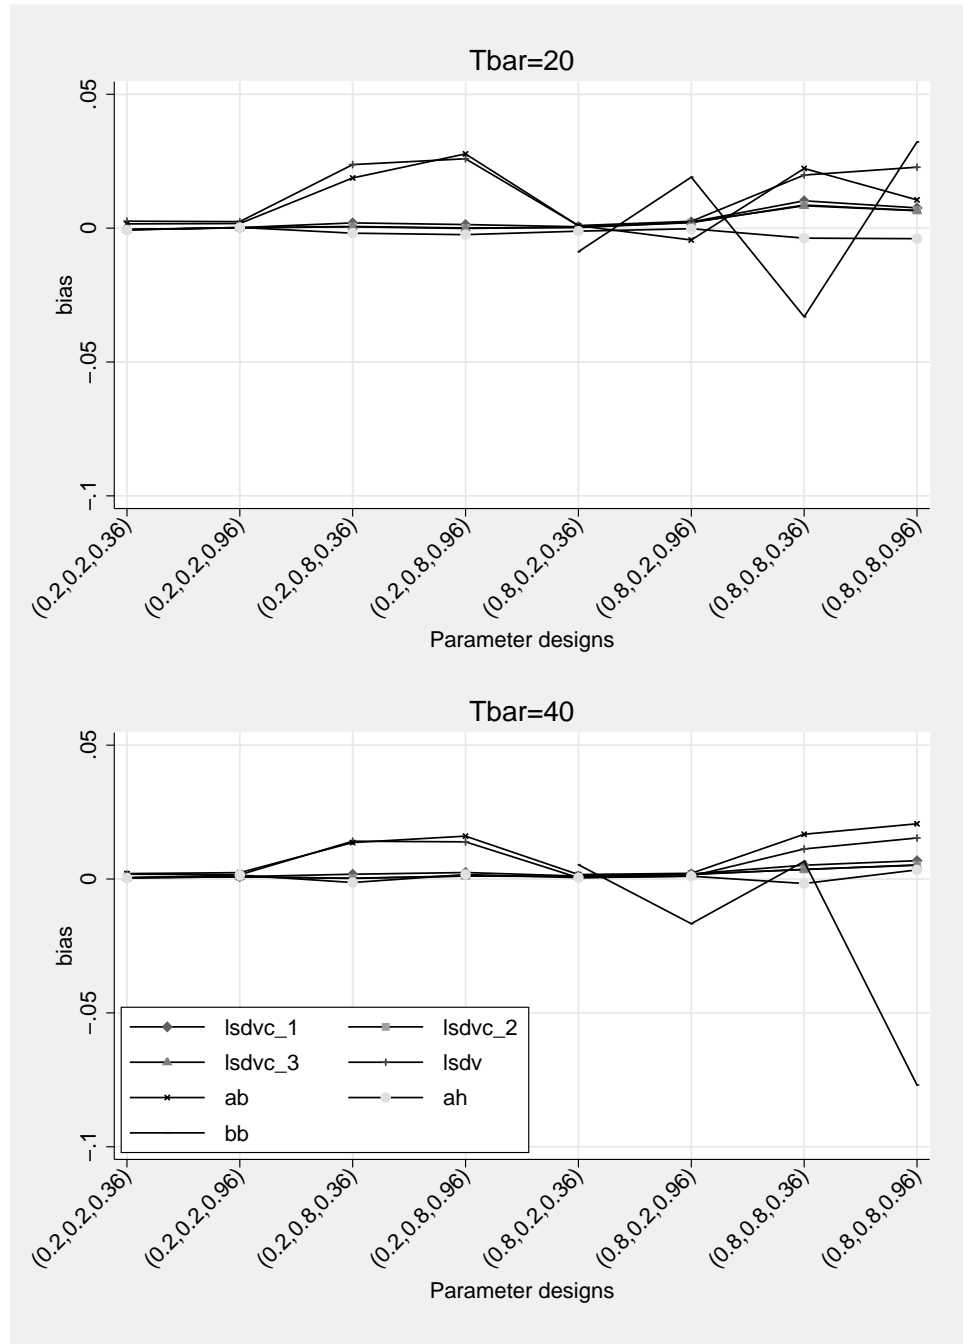 Tbar=20
.05
0
−.05
−.1
bias
(0.2,0.2,0.36)
(0.2,0.2,0.96)
(0.2,0.8,0.36)
(0.2,0.8,0.96)
(0.8,0.2,0.36)
(0.8,0.2,0.96)
(0.8,0.8,0.36)
(0.8,0.8,0.96)
Parameter designs
Tbar=40
.05
0
−.05
−.1
bias
lsdvc_1 lsdvc_2
lsdvc_3 lsdv
ab ah
bb
(0.2,0.2,0.36)
(0.2,0.2,0.96)
(0.2,0.8,0.36)
(0.2,0.8,0.96)
(0.8,0.2,0.36)
(0.8,0.2,0.96)
(0.8,0.8,0.36)
(0.8,0.8,0.96)
Parameter designs